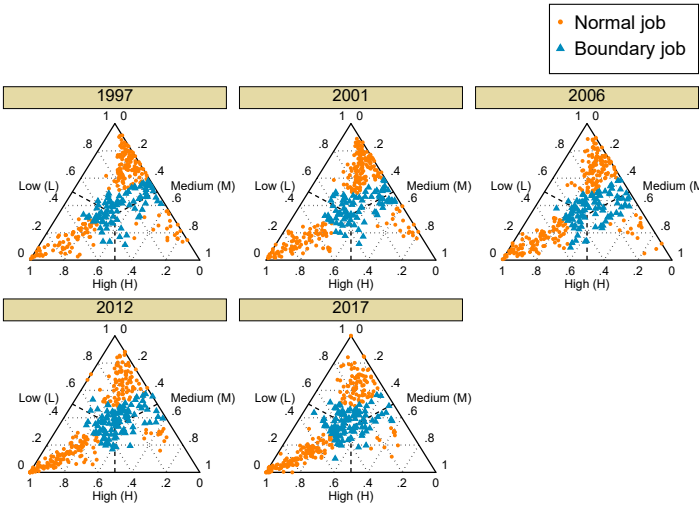 Normal job
Boundary job
1997 2001 2006
1 0 1 0 1 0
.8 .2 .8 .2 .8 .2
.6 .4 .6 .4 .6 .4
Low (L) Medium (M) Low (L) Medium (M) Low (L) Medium (M
.4 .6 .4 .6 .4 .6
.2 .8 .2 .8 .2 .8
0 1 0 1 0 1
1 .8 .6 .4 .2 0 1 .8 .6 .4 .2 0 1 .8 .6 .4 .2 0
High (H) High (H) High (H)
2012 2017
1 0 1 0
.8 .2 .8 .2
.6 .4 .6 .4
Low (L) Medium (M) Low (L) Medium (M)
.4 .6 .4 .6
.2 .8 .2 .8
0 1 0 1
1 .8 .6 .4 .2 0 1 .8 .6 .4 .2 0
High (H) High (H)